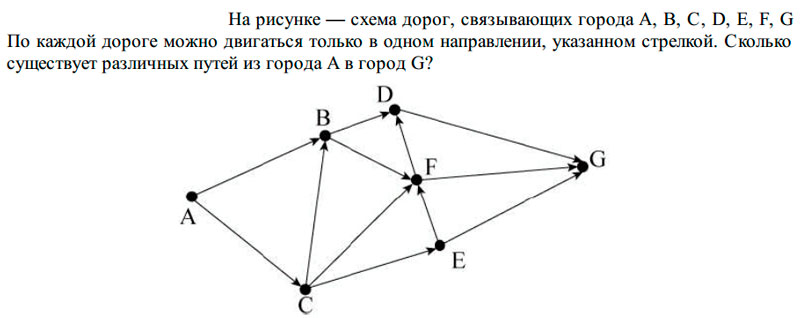 На рисунке — схема дорог, связывающих города A, B, C, D, E, F, G
По каждой дороге можно двигаться только в одном направлении, указанном стрелкой. Сколько
существует различных путей из города A в город G?
D
B
F
G
A
E
C